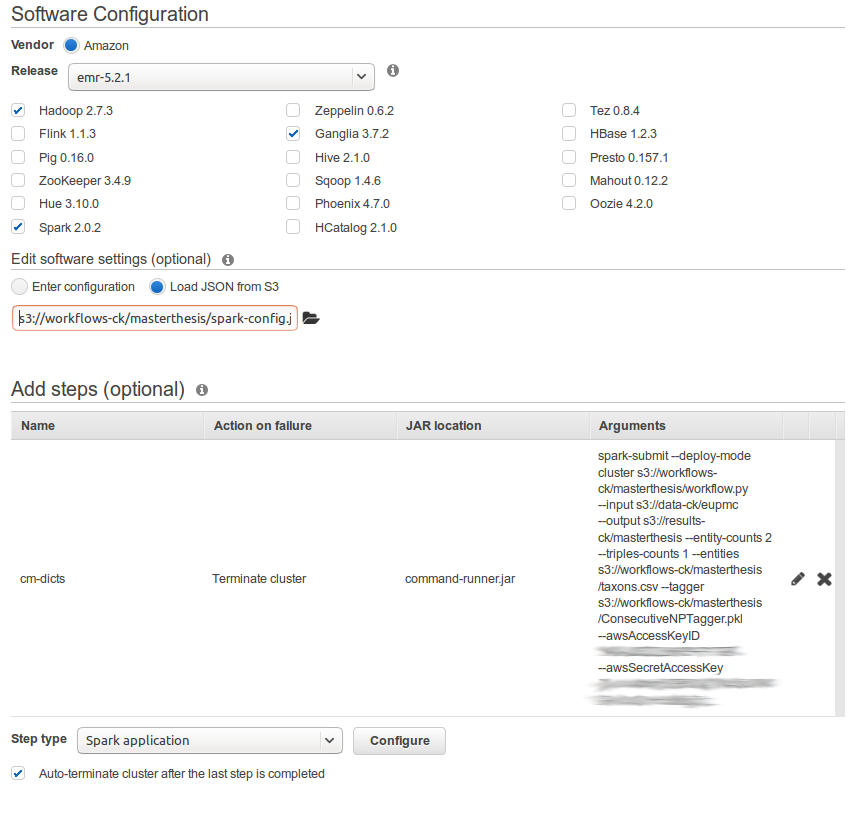 Software Configuration
Vendor Amazon
Release emr-5.2.1
Hadoop 2.7.3 Zeppelin 0.6.2 Tez 0.8.4
Flink 1.1.3 Ganglia 3.7.2 HBase 1.2.3
Pig 0.16.0 Hive 2.1.0 Presto 0.157.1
ZooKeeper 3.4.9 Sqoop 1.4.6 Mahout 0.12.2
Hue 3.10.0 Phoenix 4.7.0 Oozie 4.2.0
Spark 2.0.2 HCatalog 2.1.0
Edit software settings (optional)
Enter configuration Load JSON from S3
s3://workflows-ck/masterthesis/spark-config.j
Add steps (optional)
Name Action on failure JAR location Arguments
cm-dicts Terminate cluster command-runner.jar
spark-submit --deploy-mode
cluster s3://workflows-
ck/masterthesis/workflow.py
--input s3://data-ck/eupmc
--output s3://results-
ck/masterthesis --entity-counts 2
--triples-counts 1 --entities
s3://workflows-ck/masterthesis
/taxons.csv --tagger
s3://workflows-ck/masterthesis
/ConsecutiveNPTagger.pkl
--awsAccessKeyID
--awsSecretAccessKey
Step type Spark application Configure
Auto-terminate cluster after the last step is completed